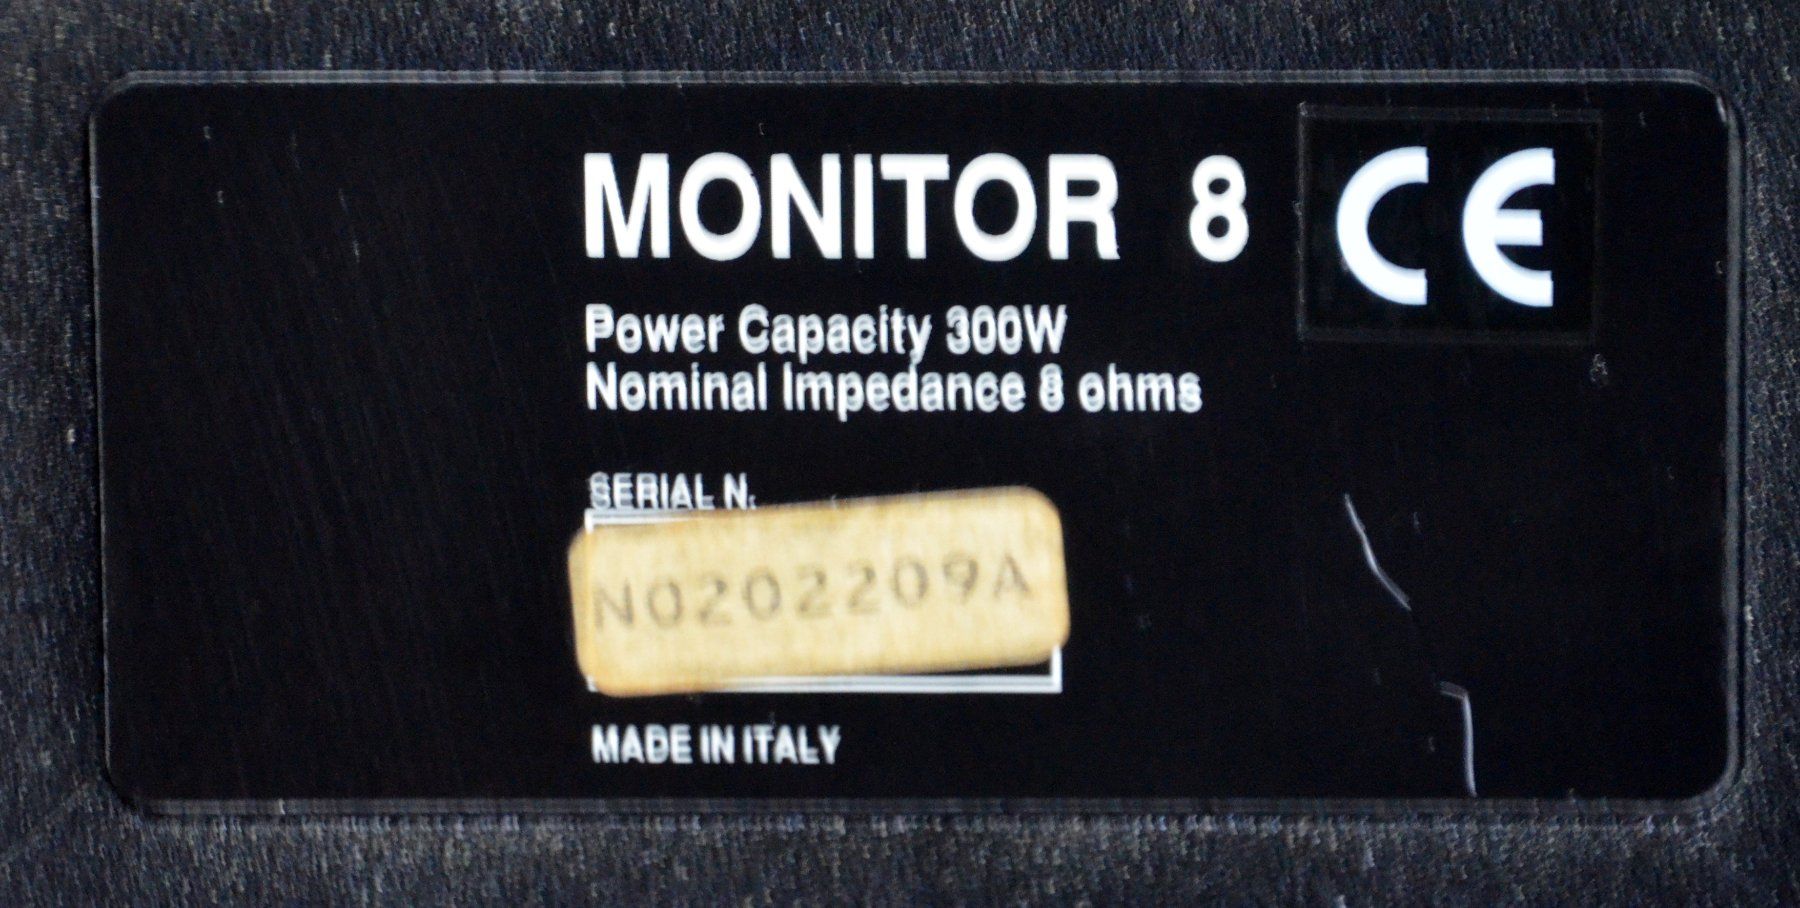 MONITOR 8 CE
Power Capacity 300W
Nominal Impedance 8 ohms
SERIAL N.
N0202209A
MADE IN ITALY